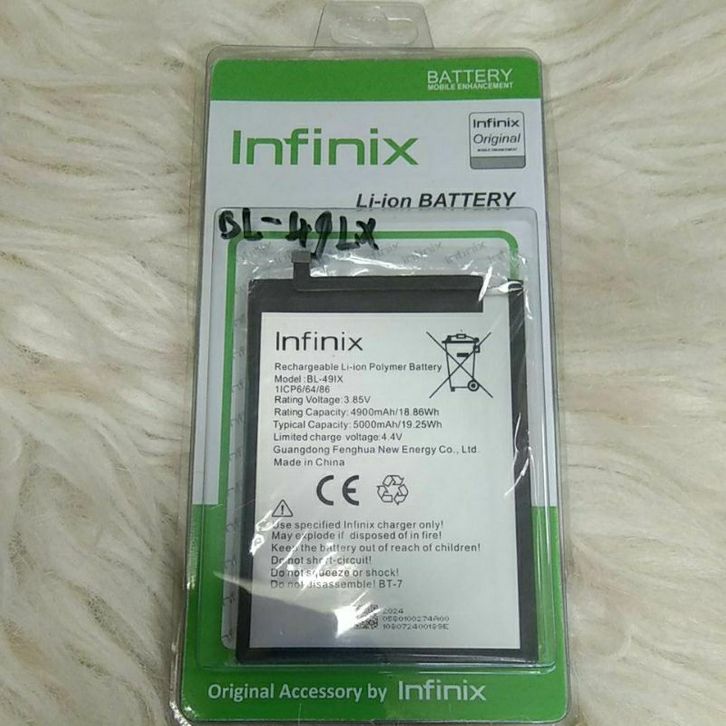 BATTERY
MOBILE ENHANCEMENT
Infinix
Infinix
Original
MOBILE ENHANCEMENT
Li-ion BATTERY
BL-49LX
Infinix
Rechargeable Li-ion Polymer Battery
Model :BL-49IX
1ICP6/64/86
Rating Voltage:3.85V
Rating Capacity:4900mAh/18.86Wh
Typical Capacity:5000mAh/19.25Wh
Limited charge voltage:4.4V
Guangdong Fenghua New Energy Co., Ltd.
Made in China
CE
Use specified Infinix charger only!
May explode if disposed of in fire!
Keep the battery out of reach of children!
Do not short-circuit!
Do not squeeze or shock!
Do not disassemble! BT-7
2024
Original Accessory by Infinix